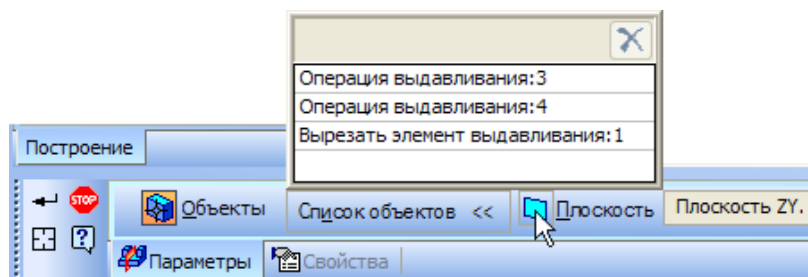 Операция выдавливания:3
Операция выдавливания:4
Вырезать элемент выдавливания:1
Построение
STOP Объекты Список объектов << Плоскость Плоскость ZY.
?
Параметры Свойства